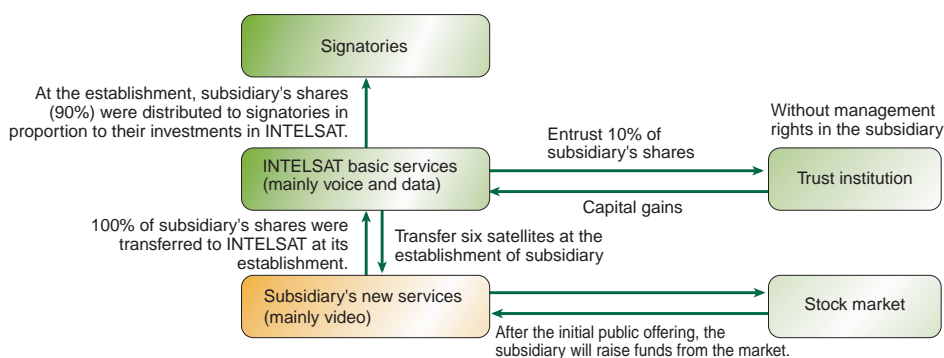 Signatories
At the establishment, subsidiary's shares
(90%) were distributed to signatories in
proportion to their investments in INTELSAT.
Without management
rights in the subsidiary
Entrust 10% of
subsidiary's shares
INTELSAT basic services
(mainly voice and data)
Trust institution
Capital gains
100% of subsidiary's shares were
transferred to INTELSAT at its
establishment.
Transfer six satellites at the
establishment of subsidiary
Subsidiary's new services
(mainly video)
Stock market
After the initial public offering, the
subsidiary will raise funds from the market.